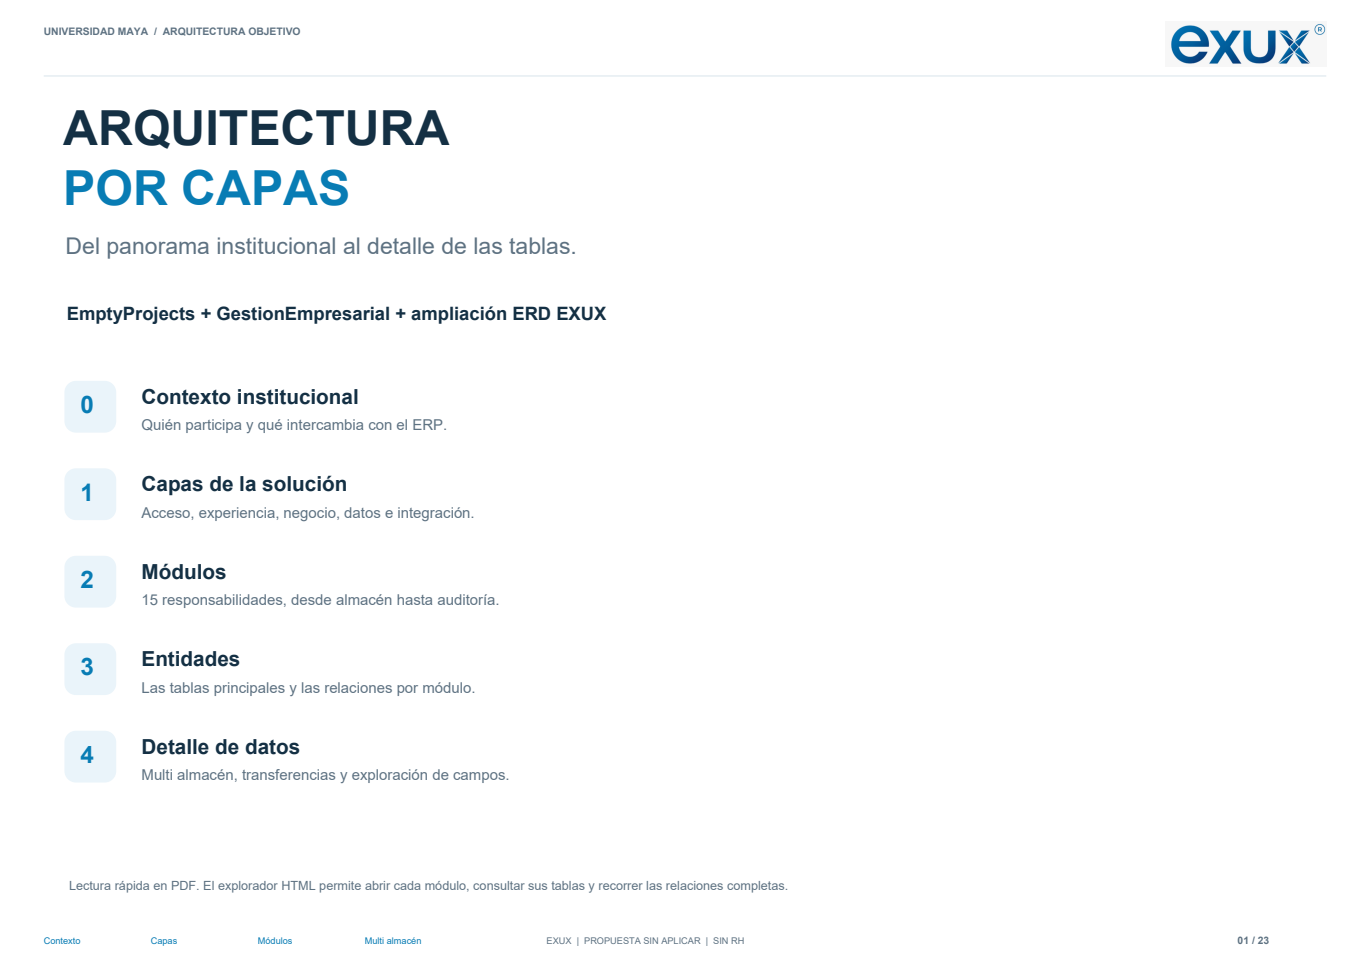 UNIVERSIDAD MAYA / ARQUITECTURA OBJETIVO
exux®
ARQUITECTURA
POR CAPAS
Del panorama institucional al detalle de las tablas.
EmptyProjects + GestionEmpresarial + ampliación ERD EXUX
0
Contexto institucional
Quién participa y qué intercambia con el ERP.
1
Capas de la solución
Acceso, experiencia, negocio, datos e integración.
2
Módulos
15 responsabilidades, desde almacén hasta auditoría.
3
Entidades
Las tablas principales y las relaciones por módulo.
4
Detalle de datos
Multi almacén, transferencias y exploración de campos.
Lectura rápida en PDF. El explorador HTML permite abrir cada módulo, consultar sus tablas y recorrer las relaciones completas.
Contexto Capas Módulos Multi almacén EXUX | PROPUESTA SIN APLICAR | SIN RH 01 / 23